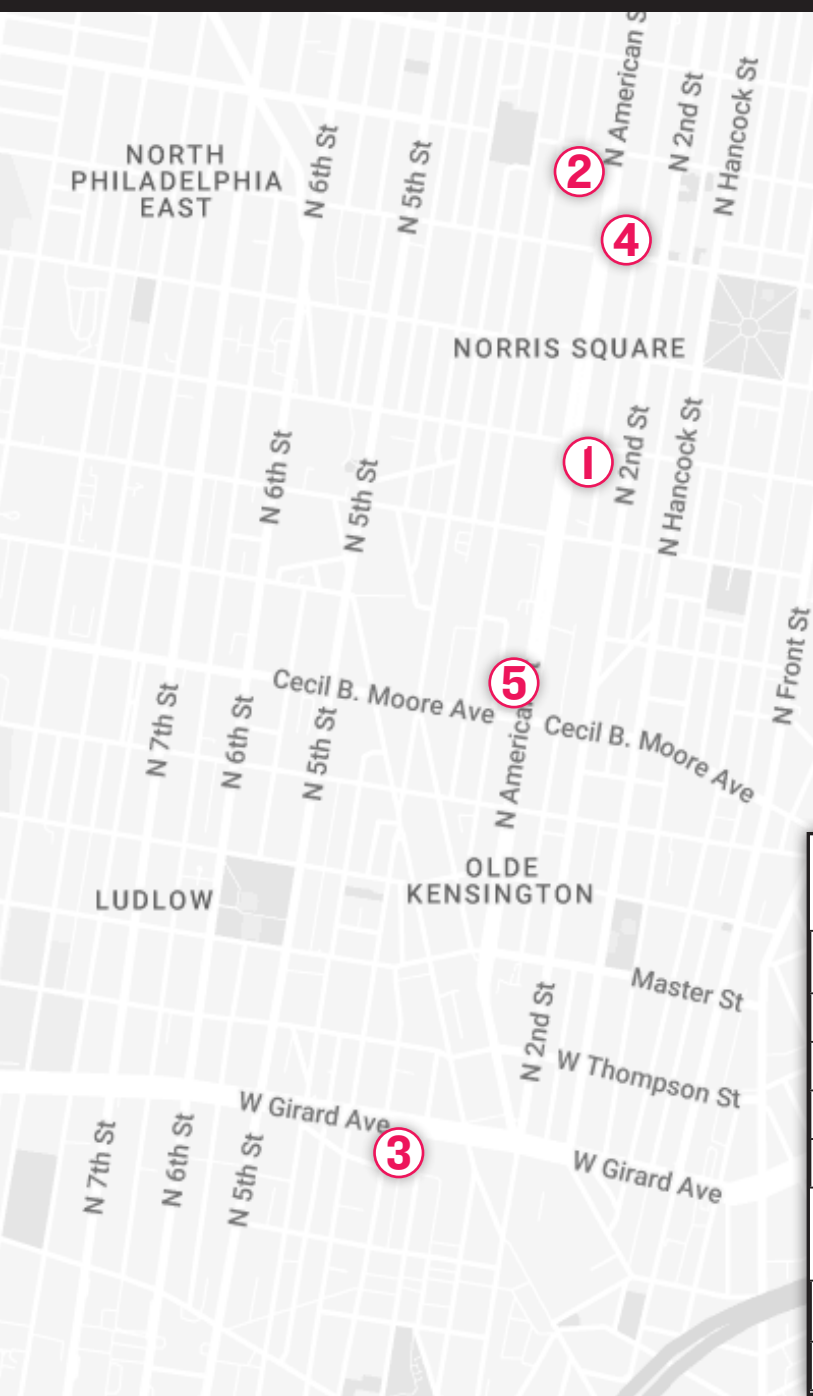 N American S
N 2nd St
N Hancock St
NORTH
PHILADELPHIA
EAST
N 6th St
N 5th St
2
4
NORRIS SQUARE
N 6th St
N 5th St
1
N 2nd St
N Hancock St
N Front St
5
Cecil B. Moore Ave
Cecil B. Moore Ave
N 7th St
N 6th St
N 5th St
N America
OLDE
KENSINGTON
LUDLOW
Master St
N 2nd St
W Thompson St
W Girard Ave
3
W Girard Ave
N 7th St
N 6th St
N 5th St